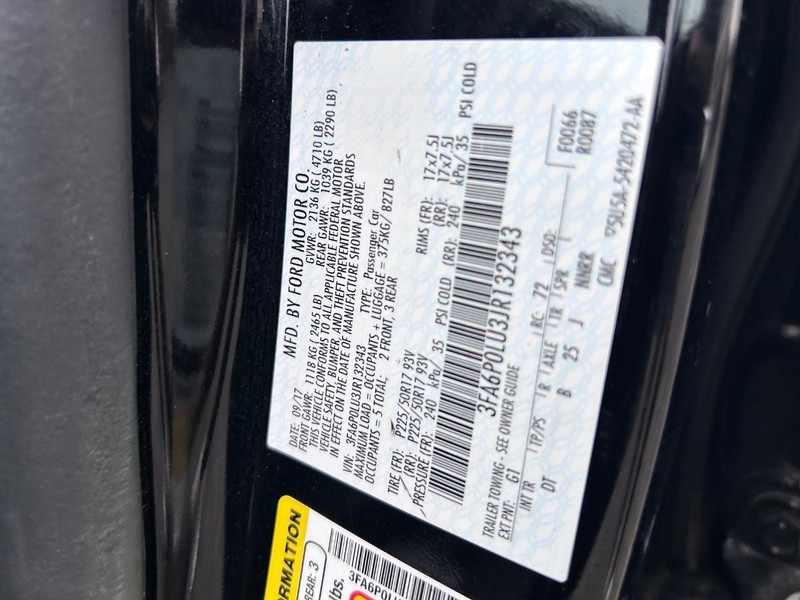 MFD. BY FORD MOTOR CO.
DATE: 09/17 GVWR: 2136 KG ( 4710 LB)
FRONT GAWR: 1118 KG ( 2465 LB) REAR GAWR: 1039 KG ( 2290 LB)
THIS VEHICLE CONFORMS TO ALL APPLICABLE FEDERAL MOTOR
VEHICLE SAFETY, BUMPER, AND THEFT PREVENTION STANDARDS
IN EFFECT ON THE DATE OF MANUFACTURE SHOWN ABOVE.
VIN: 3FA6P0LU3JR132343 TYPE: Passenger Car
MAXIMUM LOAD = OCCUPANTS + LUGGAGE = 375KG/ 827LB
OCCUPANTS = 5 TOTAL: 2 FRONT, 3 REAR
TIRE (FR): P225/50R17 93V RIMS (FR): 17x7.5J
(RR): P225/50R17 93V (RR): 17x7.5J
PRESSURE (FR): 240 kPa/ 35 PSI COLD (RR): 240 kPa/ 35 PSI COLD
3FA6P0LU3JR132343
TRAILER TOWING - SEE OWNER GUIDE
EXT PNT: G1 RC: 72 DSO: F0066
R0087
INT TR TP/PS R AXLE TR SPR
DT B 25 J NNRR
CMC 5U5A-5420472-AA
RMATION
REAR: 3
lbs.
3FA6P0LU